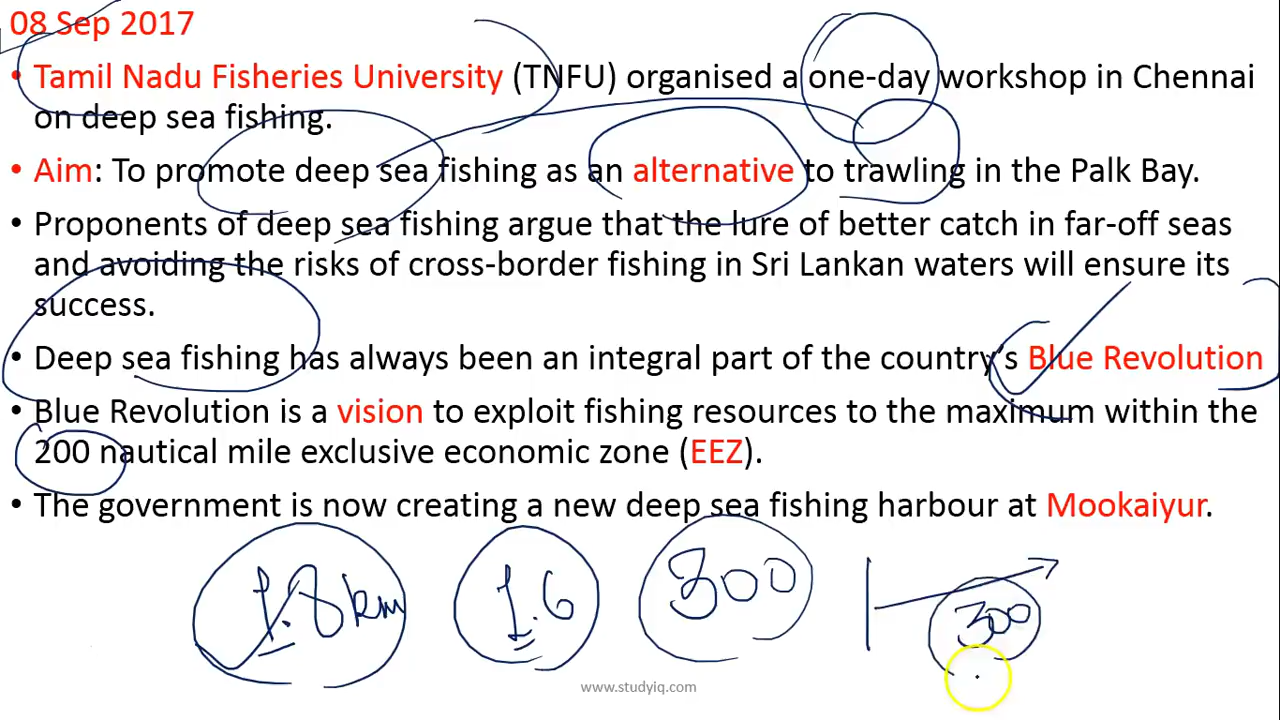 08 Sep 2017
• Tamil Nadu Fisheries University (TNFU) organised a one-day workshop in Chennai
on deep sea fishing.
• Aim: To promote deep sea fishing as an alternative to trawling in the Palk Bay.
• Proponents of deep sea fishing argue that the lure of better catch in far-off seas
and avoiding the risks of cross-border fishing in Sri Lankan waters will ensure its
success.
• Deep sea fishing has always been an integral part of the country's Blue Revolution
• Blue Revolution is a vision to exploit fishing resources to the maximum within the
200 nautical mile exclusive economic zone (EEZ).
• The government is now creating a new deep sea fishing harbour at Mookaiyur.
1.8 km 1.6 300 300
www.studyiq.com